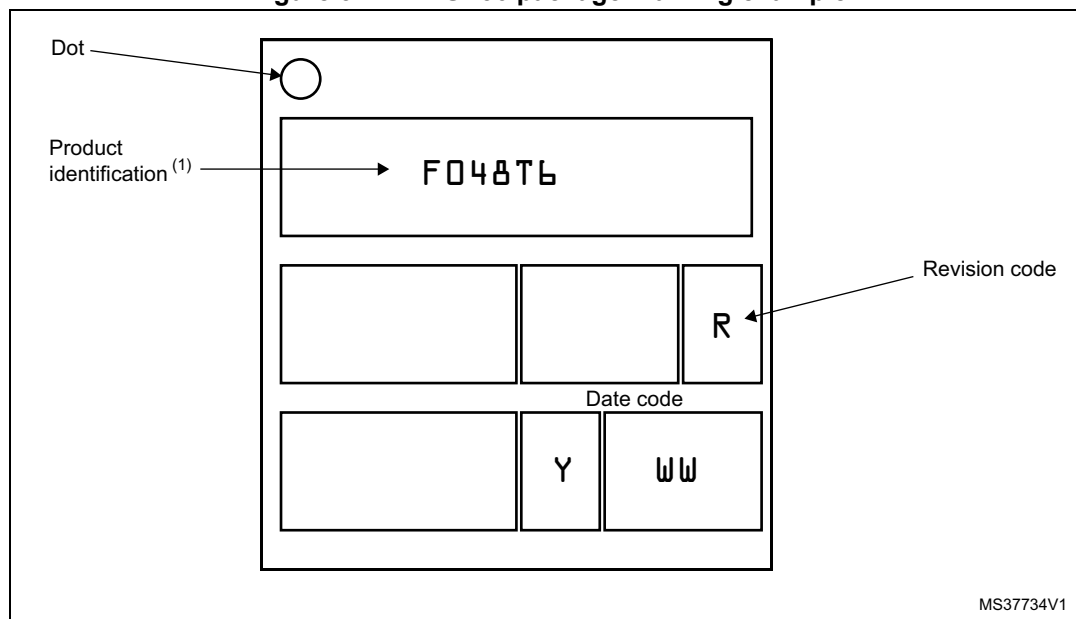 Dot
Product
identification (1)
F048T6
Revision code
R
Date code
Y WW
MS37734V1